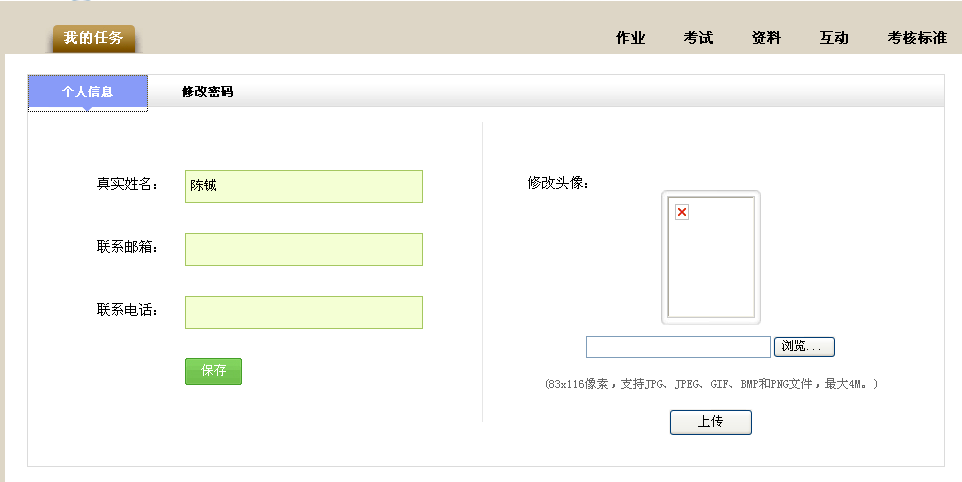 我的任务 作业 考试 资料 互动 考核标准
个人信息 修改密码
真实姓名： 陈铖
联系邮箱：
联系电话：
保存
修改头像：
浏览...
(83x116像素，支持JPG、JPEG、GIF、BMP和PNG文件，最大4M。)
上传